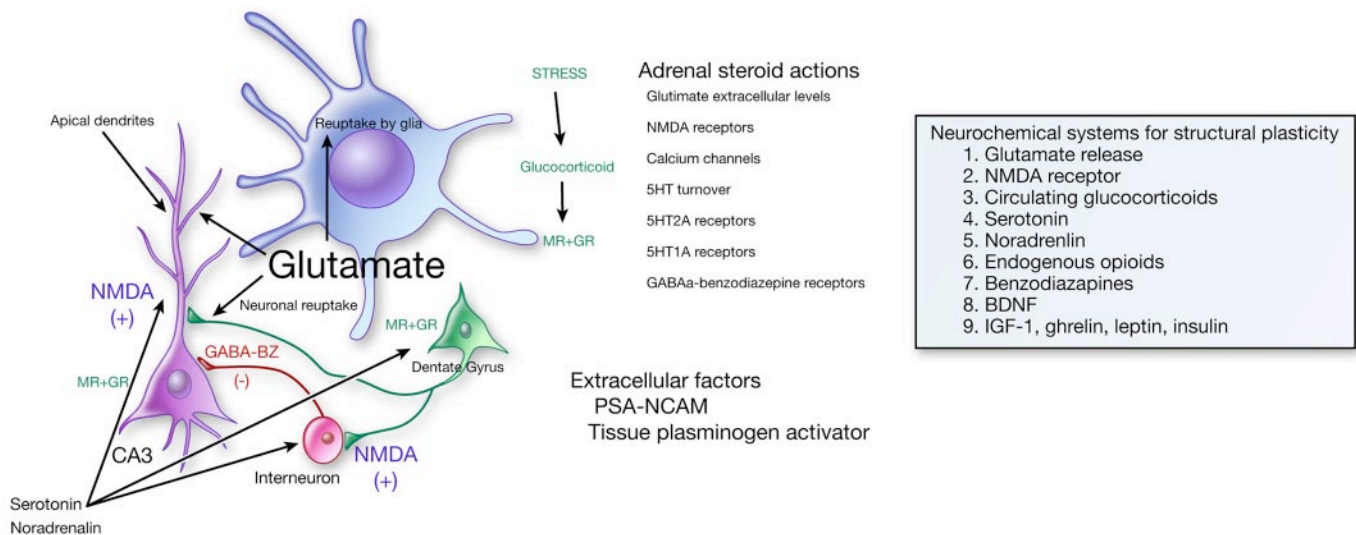 Apical dendrites
Reuptake by glia
Glutamate
NMDA
(+)
Neuronal reuptake
GABA-BZ
(-)
MR+GR
MR+GR
Dentate Gyrus
CA3
Interneuron
NMDA
(+)
Serotonin
Noradrenalin
STRESS
Glucocorticoid
MR+GR
Adrenal steroid actions
Glutimate extracellular levels
NMDA receptors
Calcium channels
5HT turnover
5HT2A receptors
5HT1A receptors
GABAa-benzodiazepine receptors
Extracellular factors
PSA-NCAM
Tissue plasminogen activator
Neurochemical systems for structural plasticity
1. Glutamate release
2. NMDA receptor
3. Circulating glucocorticoids
4. Serotonin
5. Noradrenlin
6. Endogenous opioids
7. Benzodiazapines
8. BDNF
9. IGF-1, ghrelin, leptin, insulin